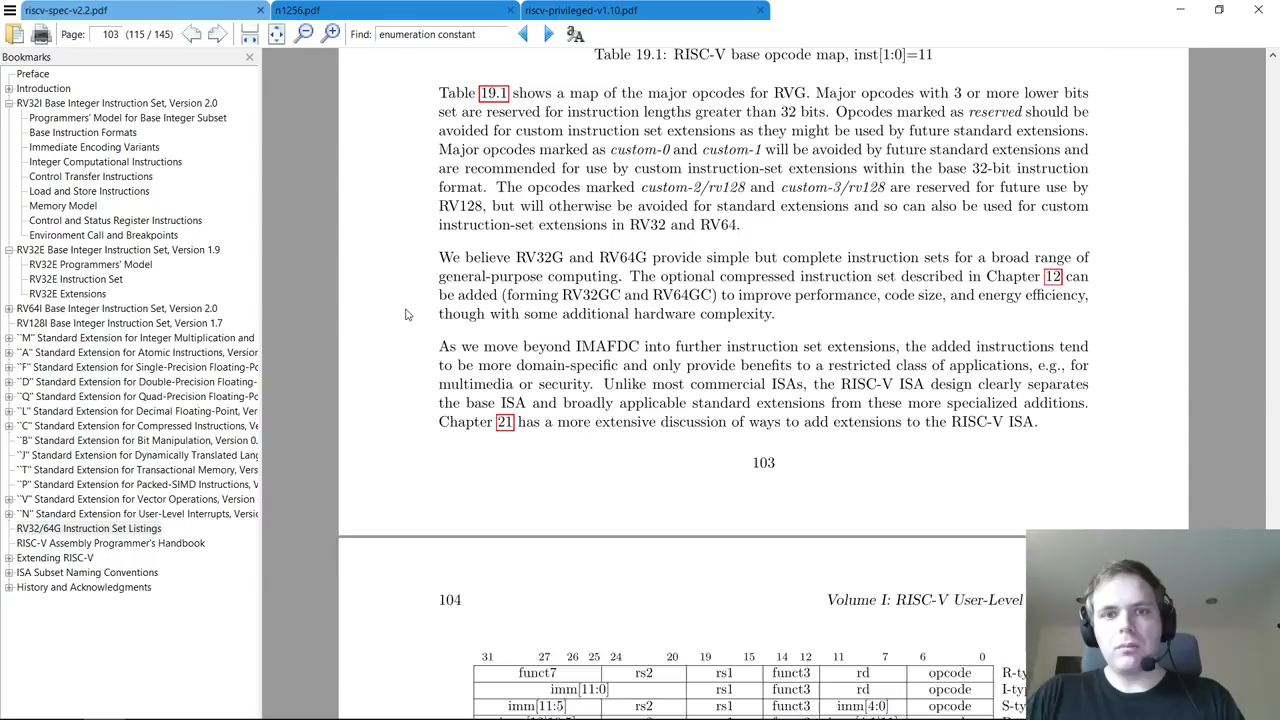 riscv-spec-v2.2.pdf
n1256.pdf
riscv-privileged-v1.10.pdf
Page: 103 (115 / 145)
Find: enumeration constant
Bookmarks
Preface
Introduction
RV32I Base Integer Instruction Set, Version 2.0
Programmers' Model for Base Integer Subset
Base Instruction Formats
Immediate Encoding Variants
Integer Computational Instructions
Control Transfer Instructions
Load and Store Instructions
Memory Model
Control and Status Register Instructions
Environment Call and Breakpoints
RV32E Base Integer Instruction Set, Version 1.9
RV32E Programmers' Model
RV32E Instruction Set
RV32E Extensions
RV64I Base Integer Instruction Set, Version 2.0
RV128I Base Integer Instruction Set, Version 1.7
``M'' Standard Extension for Integer Multiplication and
``A'' Standard Extension for Atomic Instructions, Version
``F'' Standard Extension for Single-Precision Floating-Po
``D'' Standard Extension for Double-Precision Floating-
``Q'' Standard Extension for Quad-Precision Floating-Po
``L'' Standard Extension for Decimal Floating-Point, Ver
``C'' Standard Extension for Compressed Instructions, Ve
``B'' Standard Extension for Bit Manipulation, Version 0.
``J'' Standard Extension for Dynamically Translated Lang
``T'' Standard Extension for Transactional Memory, Vers
``P'' Standard Extension for Packed-SIMD Instructions, V
``V'' Standard Extension for Vector Operations, Version
``N'' Standard Extension for User-Level Interrupts, Versio
RV32/64G Instruction Set Listings
RISC-V Assembly Programmer's Handbook
Extending RISC-V
ISA Subset Naming Conventions
History and Acknowledgments
Table 19.1: RISC-V base opcode map, inst[1:0]=11
Table 19.1 shows a map of the major opcodes for RVG. Major opcodes with 3 or more lower bits
set are reserved for instruction lengths greater than 32 bits. Opcodes marked as reserved should be
avoided for custom instruction set extensions as they might be used by future standard extensions.
Major opcodes marked as custom-0 and custom-1 will be avoided by future standard extensions and
are recommended for use by custom instruction-set extensions within the base 32-bit instruction
format. The opcodes marked custom-2/rv128 and custom-3/rv128 are reserved for future use by
RV128, but will otherwise be avoided for standard extensions and so can also be used for custom
instruction-set extensions in RV32 and RV64.
We believe RV32G and RV64G provide simple but complete instruction sets for a broad range of
general-purpose computing. The optional compressed instruction set described in Chapter 12 can
be added (forming RV32GC and RV64GC) to improve performance, code size, and energy efficiency,
though with some additional hardware complexity.
As we move beyond IMAFDC into further instruction set extensions, the added instructions tend
to be more domain-specific and only provide benefits to a restricted class of applications, e.g., for
multimedia or security. Unlike most commercial ISAs, the RISC-V ISA design clearly separates
the base ISA and broadly applicable standard extensions from these more specialized additions.
Chapter 21 has a more extensive discussion of ways to add extensions to the RISC-V ISA.
103
104 Volume I: RISC-V User-Level
31 27 26 25 24 20 19 15 14 12 11 7 6 0
funct7 rs2 rs1 funct3 rd opcode R-ty
imm[11:0] rs1 funct3 rd opcode I-ty
imm[11:5] rs2 rs1 funct3 imm[4:0] opcode S-ty